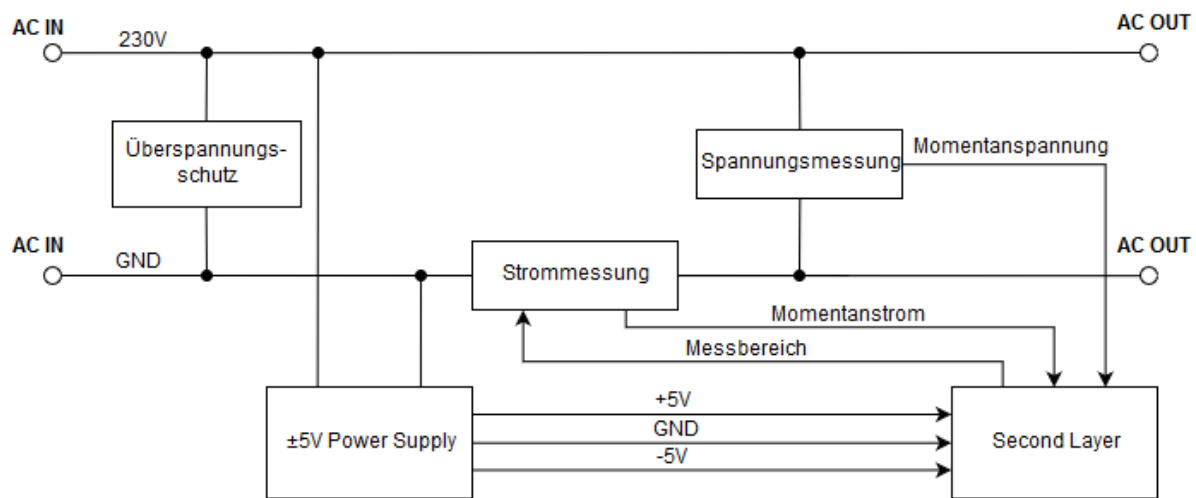 AC IN
230V
AC OUT
Überspannungs-
schutz
Spannungsmessung
Momentanspannung
AC IN
GND
Strommessung
AC OUT
Momentanstrom
Messbereich
±5V Power Supply
+5V
GND
-5V
Second Layer